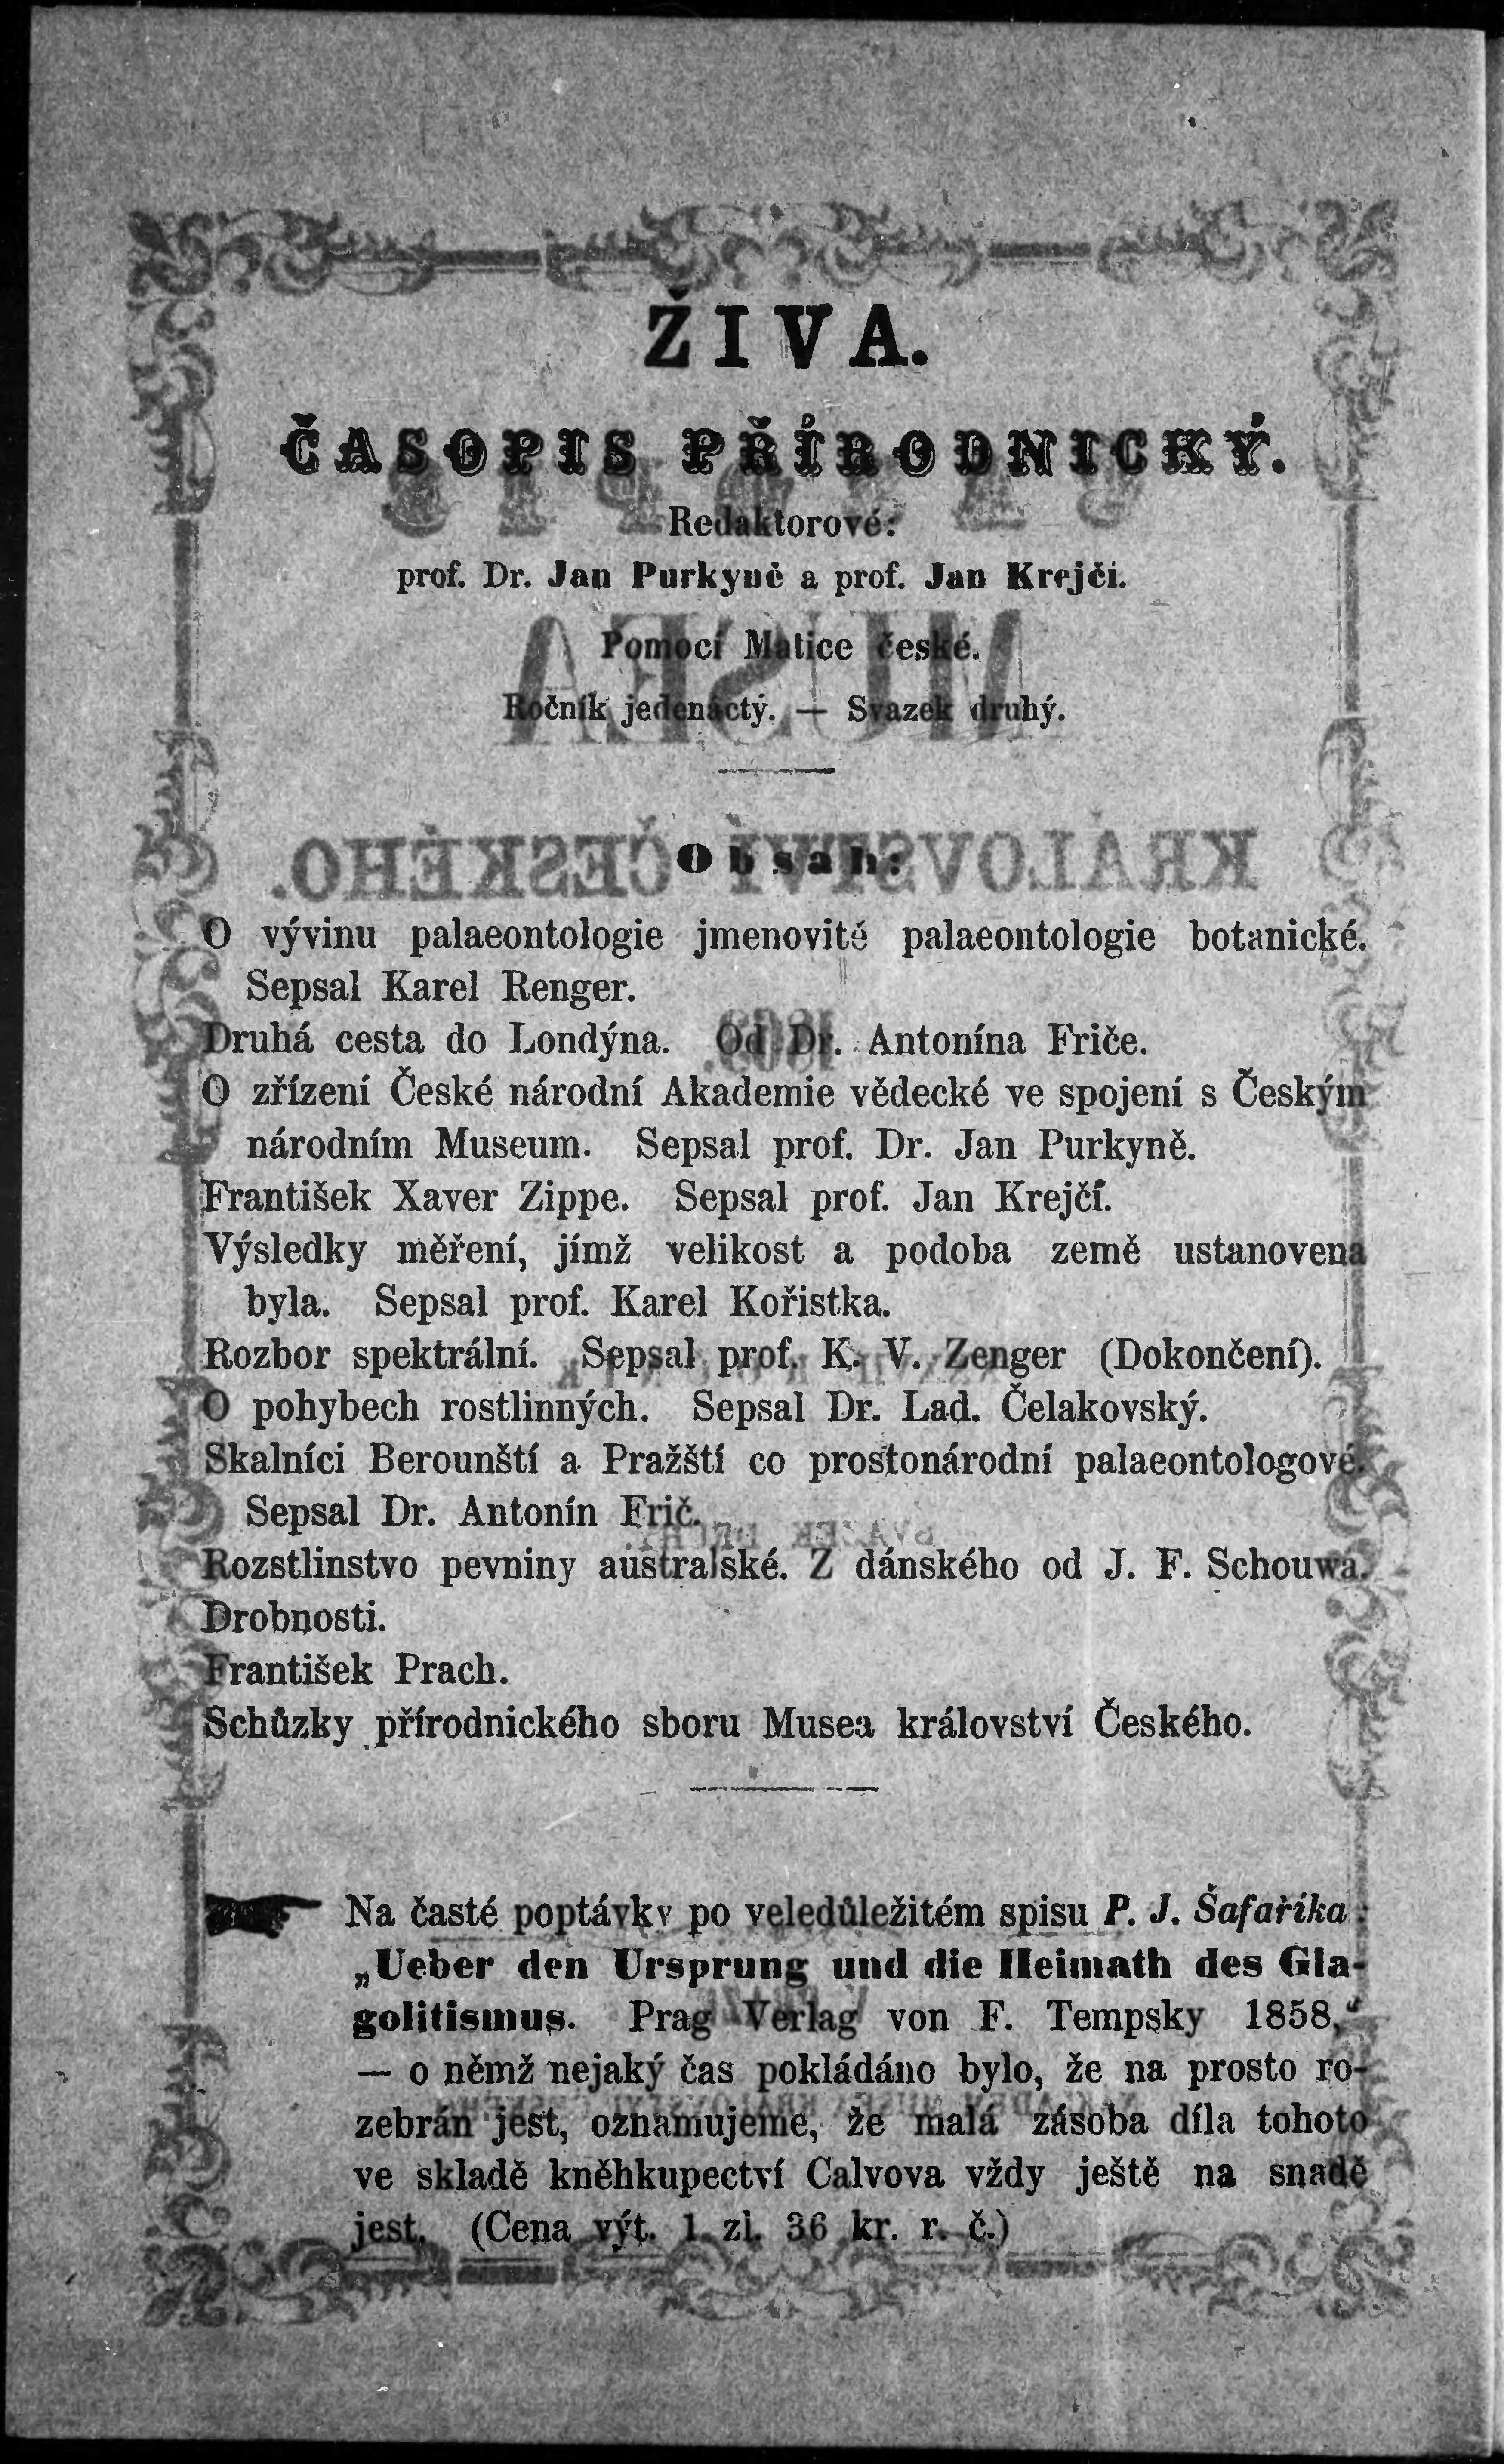 ŽIVA.
ČASOPIS PŘÍRODNICKÝ.
Redaktorové:
prof. Dr. Jan Purkyně a prof. Jan Krejčí.
Pomocí Matice české.
Ročník jedenáctý. — Svazek druhý.
Obsah:
O vývinu palaeontologie jmenovitě palaeontologie botanické.
Sepsal Karel Renger.
Druhá cesta do Londýna. Od Dr. Antonína Friče.
O zřízení České národní Akademie vědecké ve spojení s Českým
národním Museum. Sepsal prof. Dr. Jan Purkyně.
František Xaver Zippe. Sepsal prof. Jan Krejčí.
Výsledky měření, jímž velikost a podoba země ustanovena
byla. Sepsal prof. Karel Kořistka.
Rozbor spektrální. Sepsal prof. K. V. Zenger (Dokončení).
O pohybech rostlinných. Sepsal Dr. Lad. Čelakovský.
Skalníci Berounští a Pražští co prostonárodní palaeontologové.
Sepsal Dr. Antonín Frič.
Rozstlinstvo pevniny australské. Z dánského od J. F. Schouwa.
Drobnosti.
František Prach.
Schůzky přírodnického sboru Musea království Českého.
Na časté poptávky po veledůležitém spisu P. J. Šafaříka:
„Ueber den Ursprung und die Heimath des Gla-
golitismus. Prag Verlag von F. Tempsky 1858,“
— o němž nejaký čas pokládáno bylo, že na prosto ro-
zebrán jest, oznamujeme, že malá zásoba díla tohoto
ve skladě kněhkupectví Calvova vždy ještě na snadě
jest. (Cena výt. 1 zl. 36 kr. r. č.)
MUSEA
KRÁLOVSTWÍ ČESKÉHO.
1863.